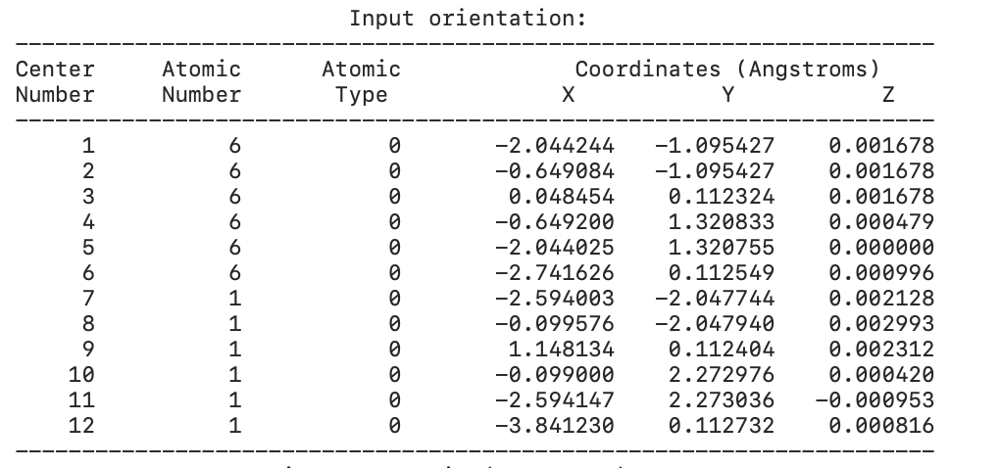 Input orientation:
---------------------------------------------------------------------
Center Atomic Atomic Coordinates (Angstroms)
Number Number Type X Y Z
---------------------------------------------------------------------
1 6 0 -2.044244 -1.095427 0.001678
2 6 0 -0.649084 -1.095427 0.001678
3 6 0 0.048454 0.112324 0.001678
4 6 0 -0.649200 1.320833 0.000479
5 6 0 -2.044025 1.320755 0.000000
6 6 0 -2.741626 0.112549 0.000996
7 1 0 -2.594003 -2.047744 0.002128
8 1 0 -0.099576 -2.047940 0.002993
9 1 0 1.148134 0.112404 0.002312
10 1 0 -0.099000 2.272976 0.000420
11 1 0 -2.594147 2.273036 -0.000953
12 1 0 -3.841230 0.112732 0.000816
---------------------------------------------------------------------